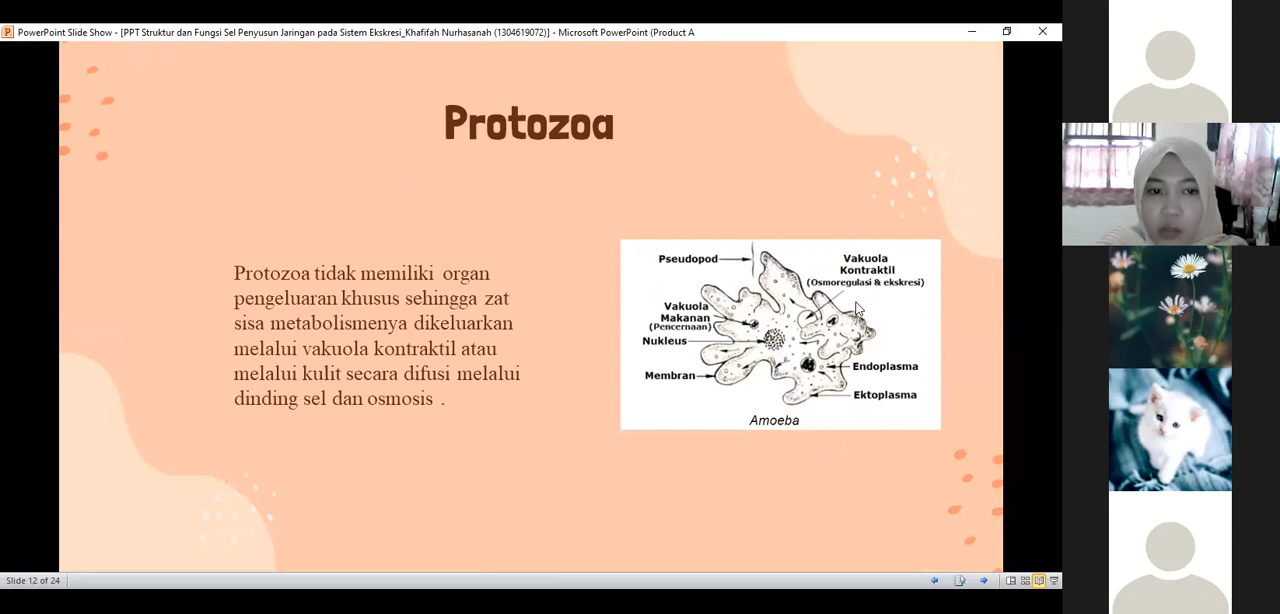 PowerPoint Slide Show - [PPT Struktur dan Fungsi Sel Penyusun Jaringan pada Sistem Ekskresi_Khafifah Nurhasanah (1304619072)] - Microsoft PowerPoint (Product A
Protozoa
Protozoa tidak memiliki organ
pengeluaran khusus sehingga zat
sisa metabolismenya dikeluarkan
melalui vakuola kontraktil atau
melalui kulit secara difusi melalui
dinding sel dan osmosis .
Pseudopod
Vakuola
Kontraktil
(Osmoregulasi & ekskresi)
Vakuola
Makanan
(Pencernaan)
Nukleus
Membran
Endoplasma
Ektoplasma
Amoeba
Slide 12 of 24